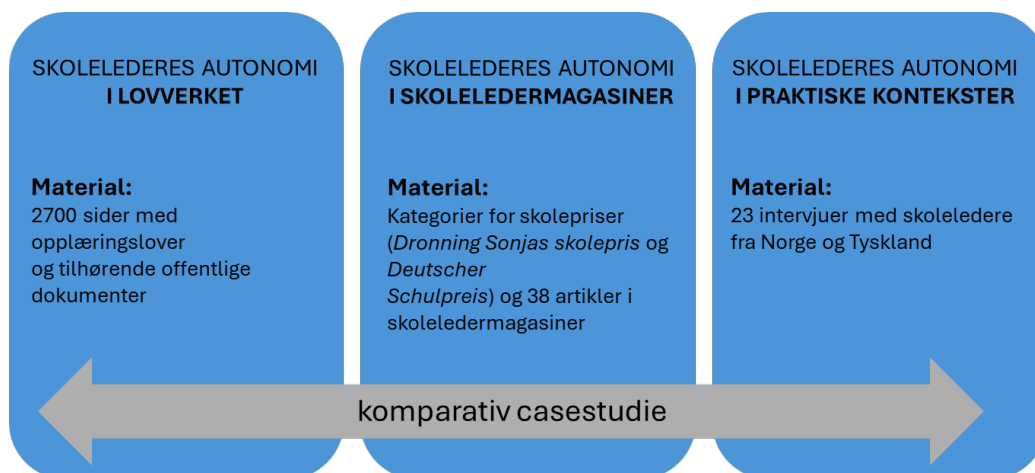 SKOLELEDERES AUTONOMI
I LOVVERKET
Material:
2700 sider med
opplæringslover
og tilhørende offentlige
dokumenter
SKOLELEDERES AUTONOMI
I SKOLELEDERMAGASINER
Material:
Kategorier for skolepriser
(Dronning Sonjas skolepris og
Deutscher
Schulpreis) og 38 artikler i
skoleledermagasiner
SKOLELEDERES AUTONOMI
I PRAKTISKE KONTEKSTER
Material:
23 intervjuer med skoleledere
fra Norge og Tyskland
komparativ casestudie